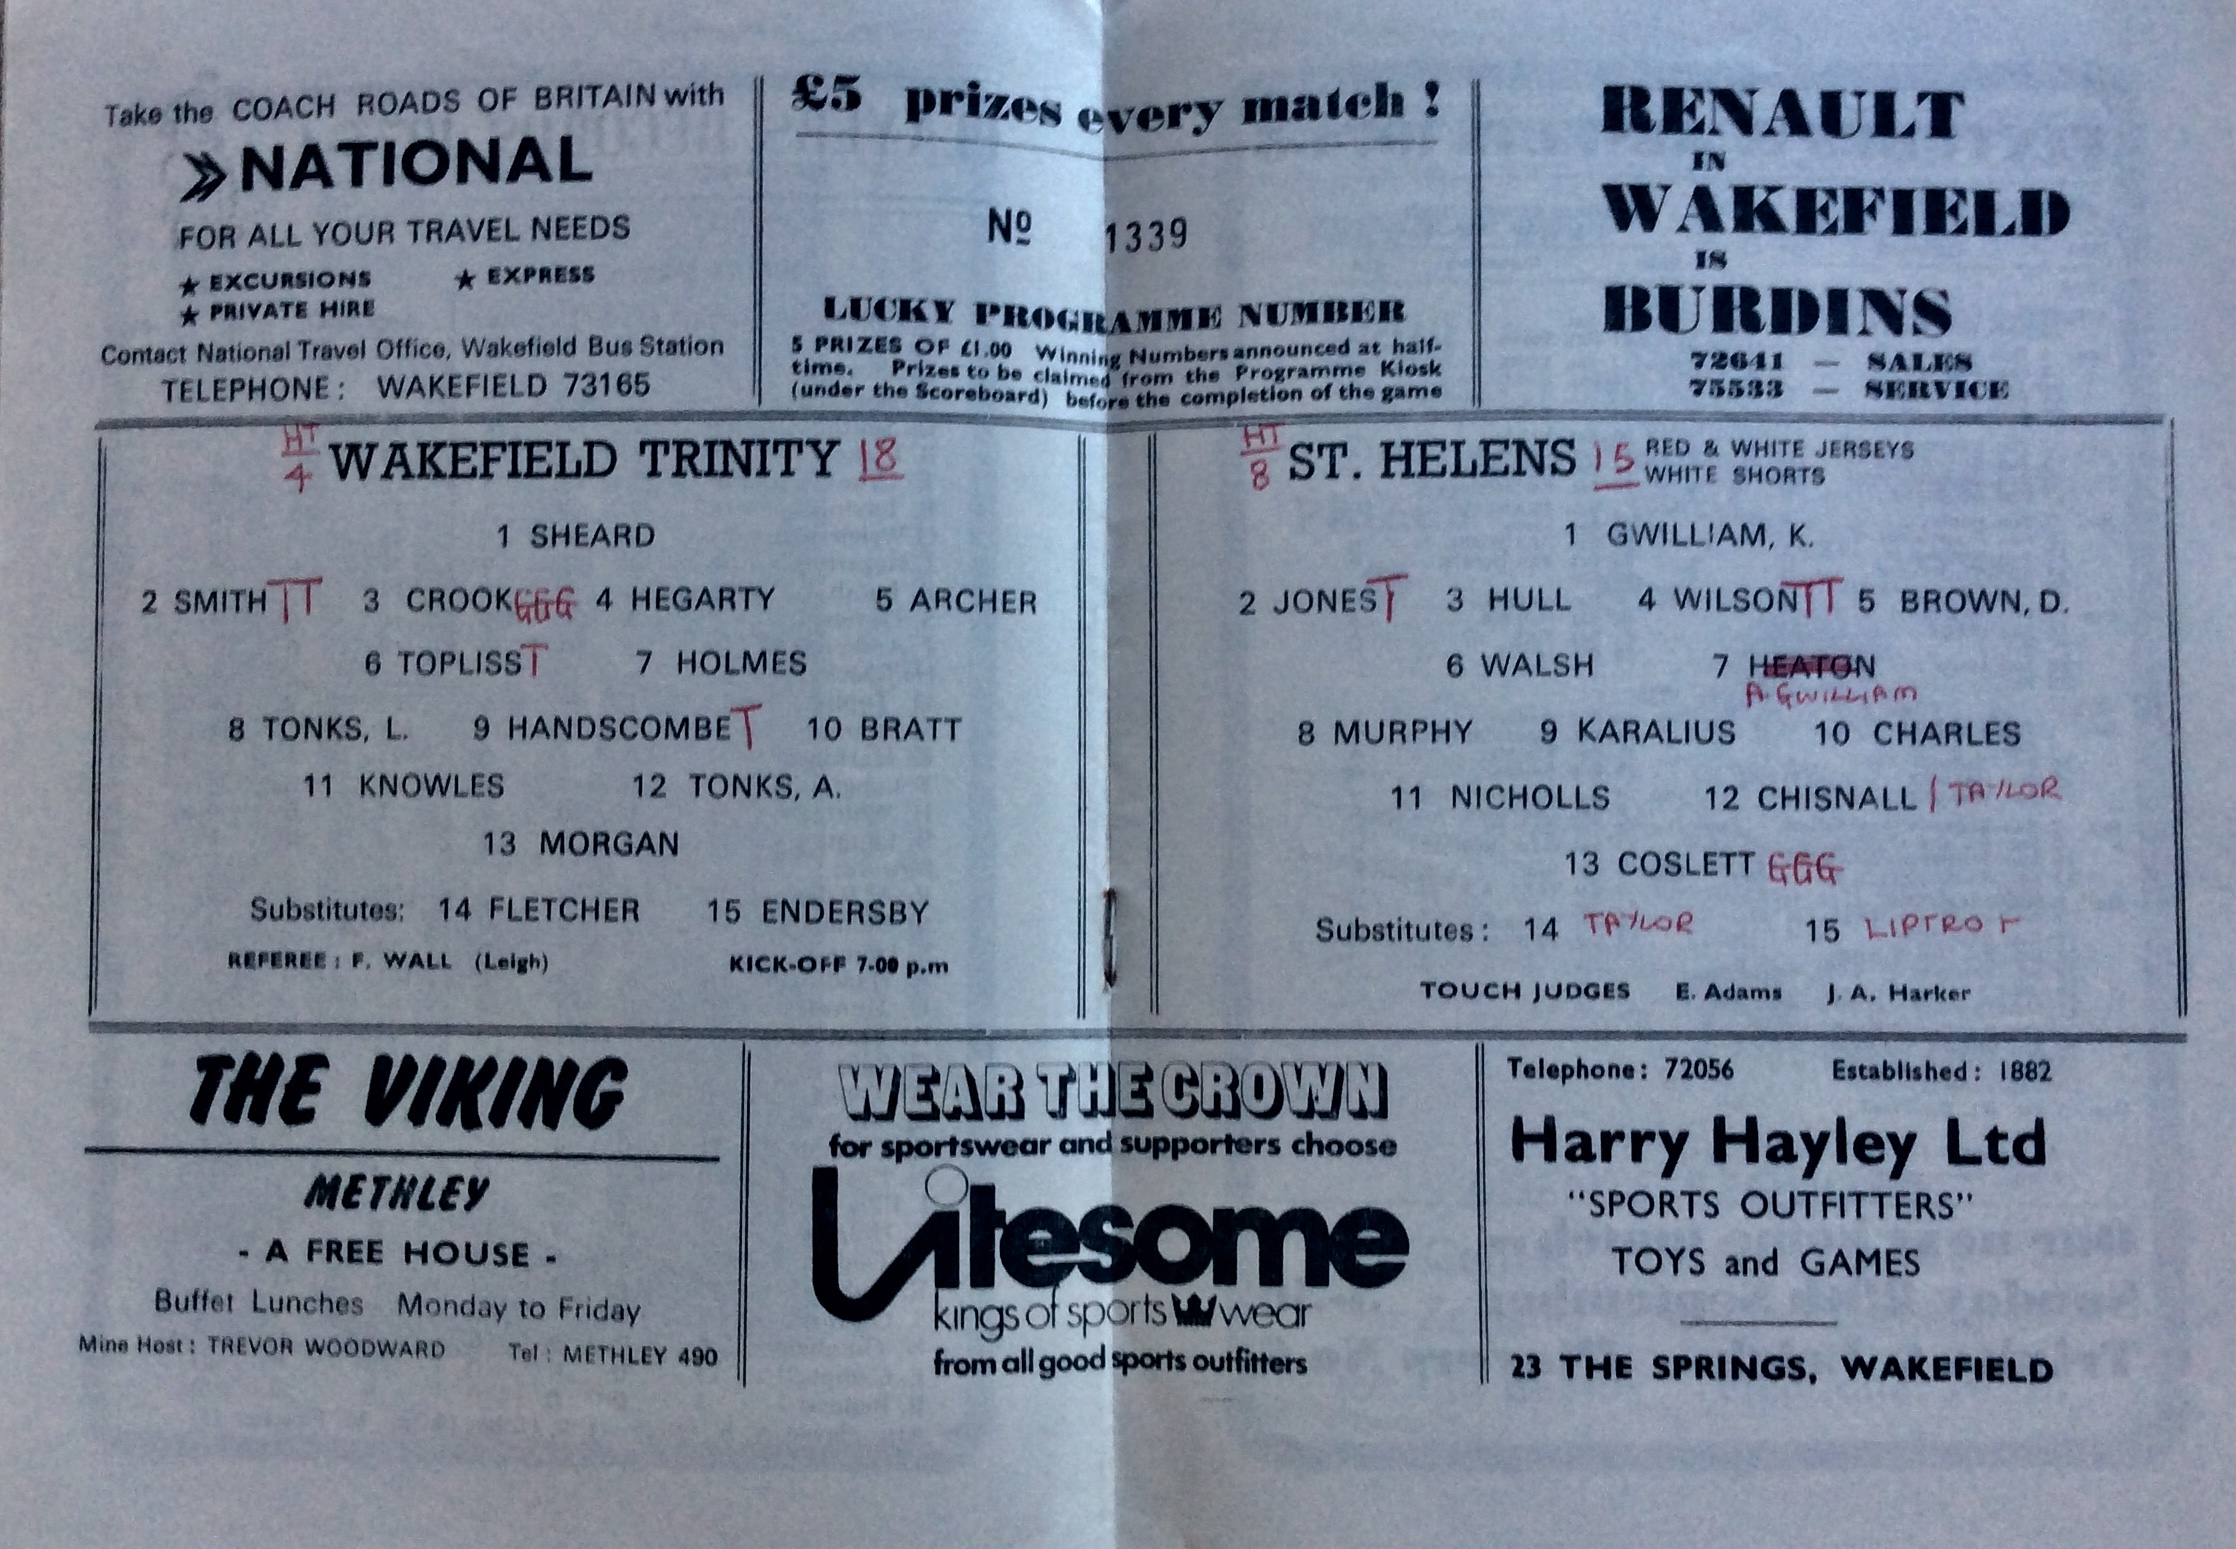 Take the COACH ROADS OF BRITAIN with
NATIONAL
FOR ALL YOUR TRAVEL NEEDS
★ EXCURSIONS ★ EXPRESS
★ PRIVATE HIRE
Contact National Travel Office, Wakefield Bus Station
TELEPHONE: WAKEFIELD 73165
£5 prizes every match !
Nº 1339
LUCKY PROGRAMME NUMBER
5 PRIZES OF £1.00 Winning Numbers announced at half-
time. Prizes to be claimed from the Programme Kiosk
(under the Scoreboard) before the completion of the game
RENAULT
IN
WAKEFIELD
IS
BURDINS
72641 — SALES
75533 — SERVICE
HT
4 WAKEFIELD TRINITY 18
1 SHEARD
2 SMITH TT 3 CROOK GGG 4 HEGARTY 5 ARCHER
6 TOPLISS T 7 HOLMES
8 TONKS, L. 9 HANDSCOMBE T 10 BRATT
11 KNOWLES 12 TONKS, A.
13 MORGAN
Substitutes: 14 FLETCHER 15 ENDERSBY
REFEREE: F. WALL (Leigh) KICK-OFF 7-00 p.m
HT
8 ST. HELENS 15 RED & WHITE JERSEYS
WHITE SHORTS
1 GWILLIAM, K.
2 JONES T 3 HULL 4 WILSON TT 5 BROWN, D.
6 WALSH 7 HEATON
A. GWILLIAM
8 MURPHY 9 KARALIUS 10 CHARLES
11 NICHOLLS 12 CHISNALL / TAYLOR
13 COSLETT GGG
Substitutes: 14 TAYLOR 15 LIPTROT
TOUCH JUDGES E. Adams J. A. Harker
THE VIKING
METHLEY
- A FREE HOUSE -
Buffet Lunches Monday to Friday
Mine Host: TREVOR WOODWARD Tel: METHLEY 490
WEAR THE CROWN
for sportswear and supporters choose
Litesome
kings of sports wear
from all good sports outfitters
Telephone: 72056 Established: 1882
Harry Hayley Ltd
"SPORTS OUTFITTERS"
TOYS and GAMES
23 THE SPRINGS, WAKEFIELD